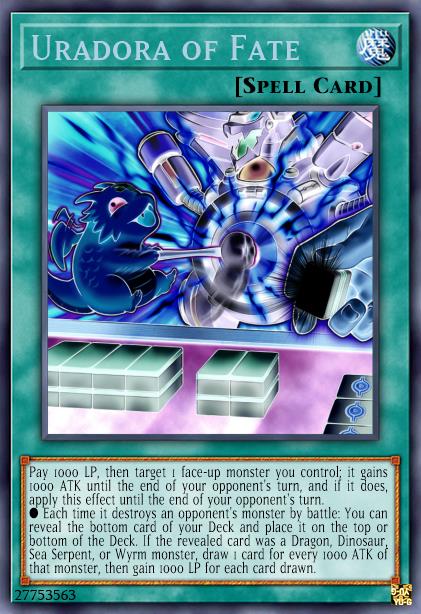 Uradora of Fate
魔
[Spell Card]
Pay 1000 LP, then target 1 face-up monster you control; it gains
1000 ATK until the end of your opponent's turn, and if it does,
apply this effect until the end of your opponent's turn.
● Each time it destroys an opponent's monster by battle: You can
reveal the bottom card of your Deck and place it on the top or
bottom of the Deck. If the revealed card was a Dragon, Dinosaur,
Sea Serpent, or Wyrm monster, draw 1 card for every 1000 ATK of
that monster, then gain 1000 LP for each card drawn.
27753563